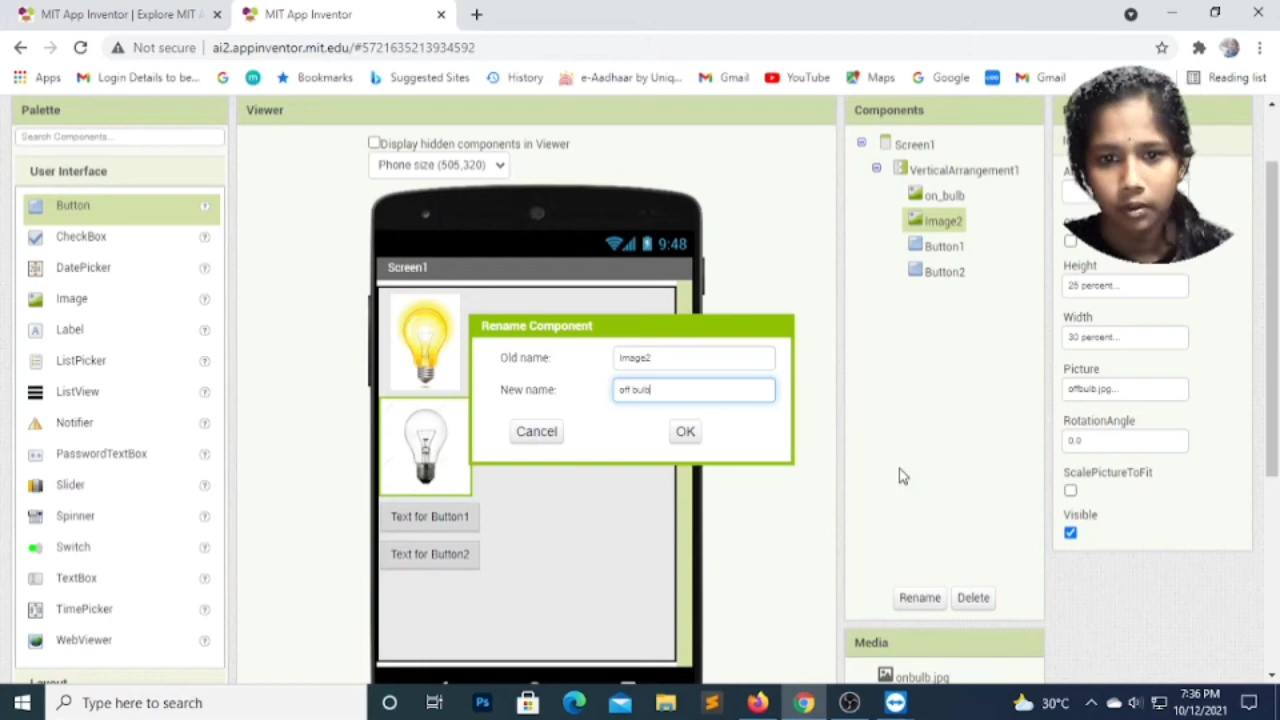 MIT App Inventor | Explore MIT A
MIT App Inventor
Not secure
ai2.appinventor.mit.edu/#5721635213934592
Apps
Login Details to be...
Bookmarks
Suggested Sites
History
e-Aadhaar by Uniq...
Gmail
YouTube
Maps
Google
Gmail
Reading list
Palette
Search Components...
User Interface
Button
CheckBox
DatePicker
Image
Label
ListPicker
ListView
Notifier
PasswordTextBox
Slider
Spinner
Switch
TextBox
TimePicker
WebViewer
Viewer
Display hidden components in Viewer
Phone size (505,320)
9:48
Screen1
Text for Button1
Text for Button2
Rename Component
Old name:
Image2
New name:
off bulb
Cancel
OK
Components
Screen1
VerticalArrangement1
on_bulb
Image2
Button1
Button2
Rename
Delete
Media
onbulb.jpg
Height
25 percent...
Width
30 percent...
Picture
offbulb.jpg...
RotationAngle
0.0
ScalePictureToFit
Visible
Type here to search
30°C
7:36 PM
10/12/2021